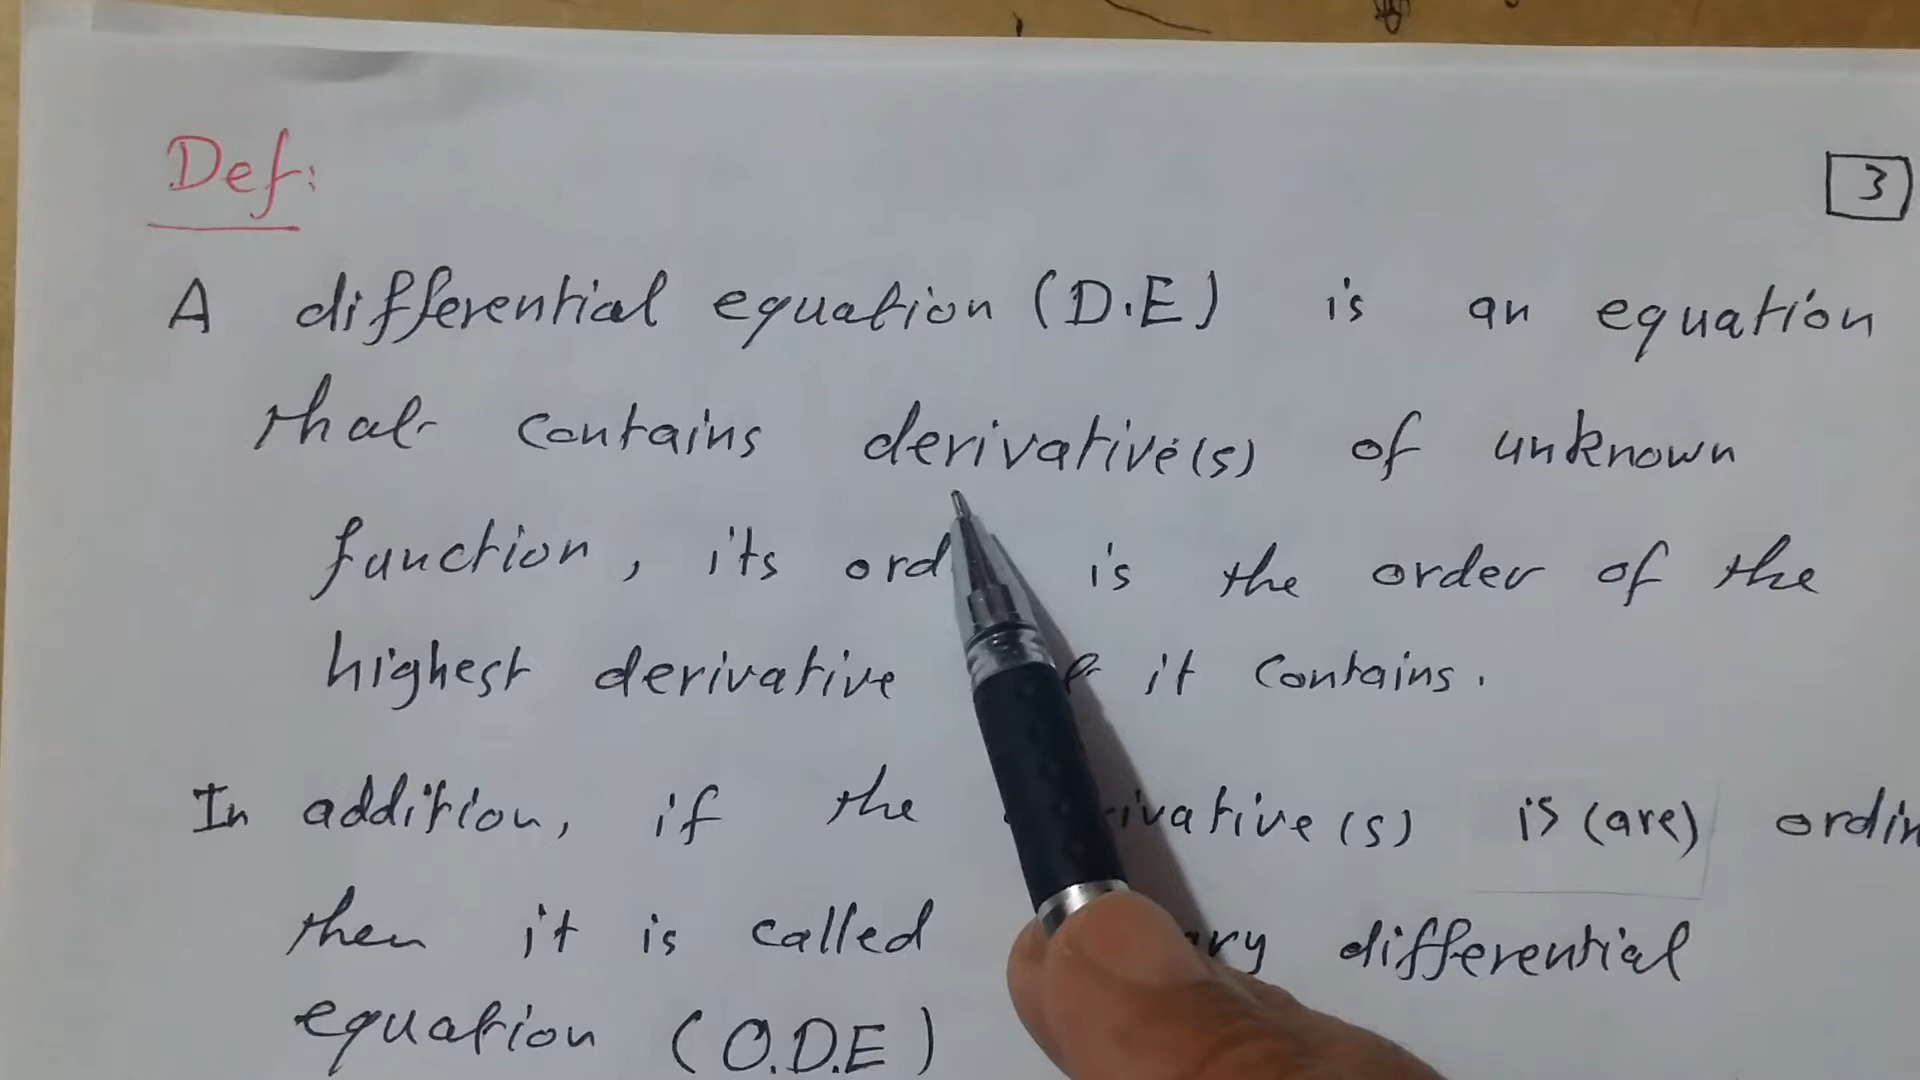 Def:
3
A differential equation (D.E) is an equation
that contains derivative(s) of unknown
function, its ord is the order of the
highest derivative it contains.
In addition, if the ivative(s) is (are) ordin
then it is called ry differential
equation (O.D.E)